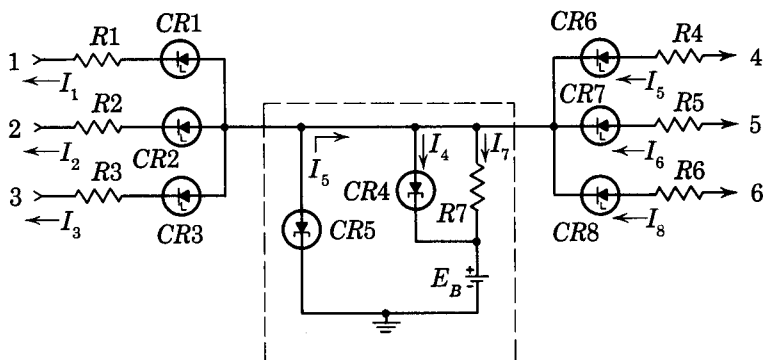 CR1
R1
1
I1
R2
2
I2
CR2
R3
3
I3
CR3
I5
I4
I7
CR4
R7
CR5
EB
+
-
CR6
R4
4
I5
CR7
R5
5
I6
R6
6
I8
CR8